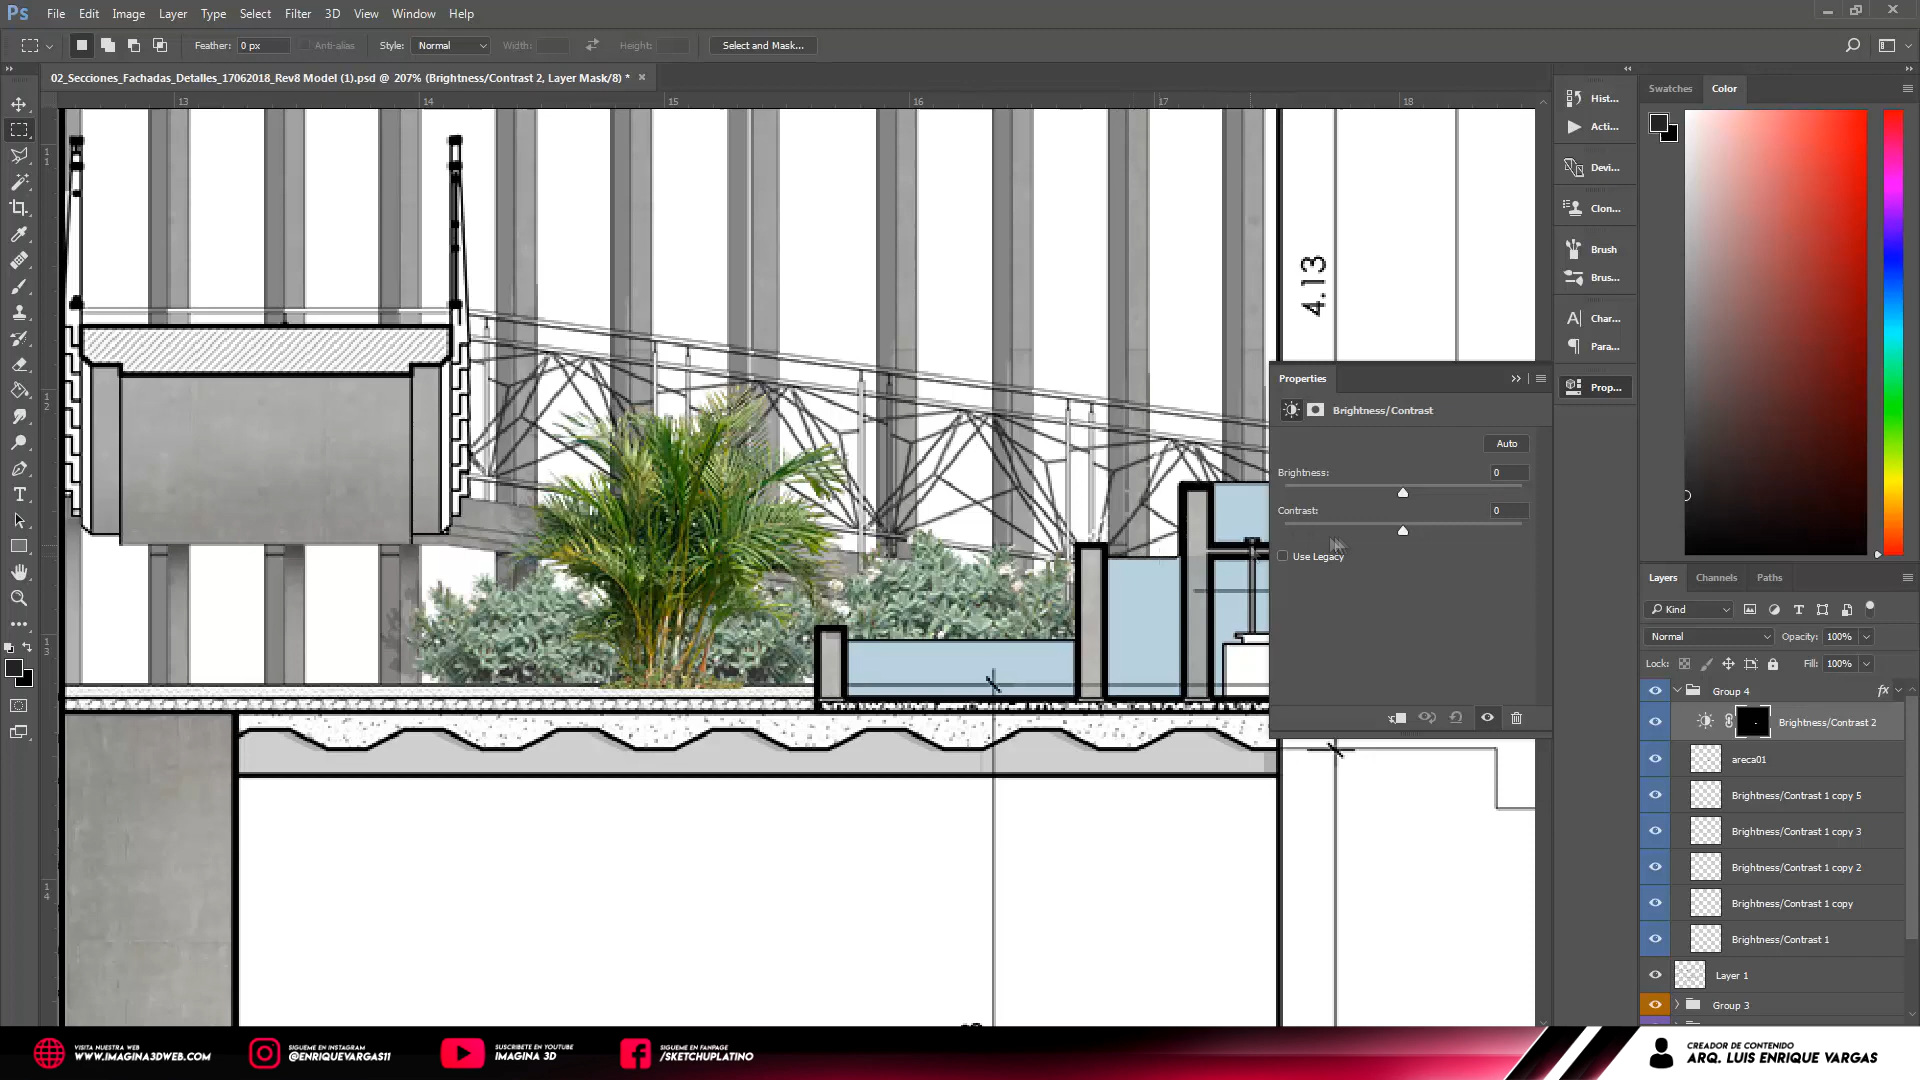 Ps File Edit Image Layer Type Select Filter 3D View Window Help
Feather: 0 px Anti-alias Style: Normal Width: Height: Select and Mask...
02_Secciones_Fachadas_Detalles_17062018_Rev8 Model (1).psd @ 207% (Brightness/Contrast 2, Layer Mask/8) *
13 14 15 16 17 18
11
12
13
14
4.13
Properties
Brightness/Contrast
Auto
Brightness: 0
Contrast: 0
Use Legacy
Hist...
Acti...
Devi...
Clon...
Brush
Brus...
Char...
Para...
Prop...
Swatches Color
Layers Channels Paths
Kind
Normal Opacity: 100%
Lock: Fill: 100%
Group 4 fx
Brightness/Contrast 2
areca01
Brightness/Contrast 1 copy 5
Brightness/Contrast 1 copy 3
Brightness/Contrast 1 copy 2
Brightness/Contrast 1 copy
Brightness/Contrast 1
Layer 1
Group 3
VISITA NUESTRA WEB
WWW.IMAGINA3DWEB.COM
SIGUEME EN INSTAGRAM
@ENRIQUEVARGAS11
SUSCRIBETE EN YOUTUBE
IMAGINA 3D
SIGUEME EN FANPAGE
/SKETCHUPLATINO
CREADOR DE CONTENIDO
ARQ. LUIS ENRIQUE VARGAS